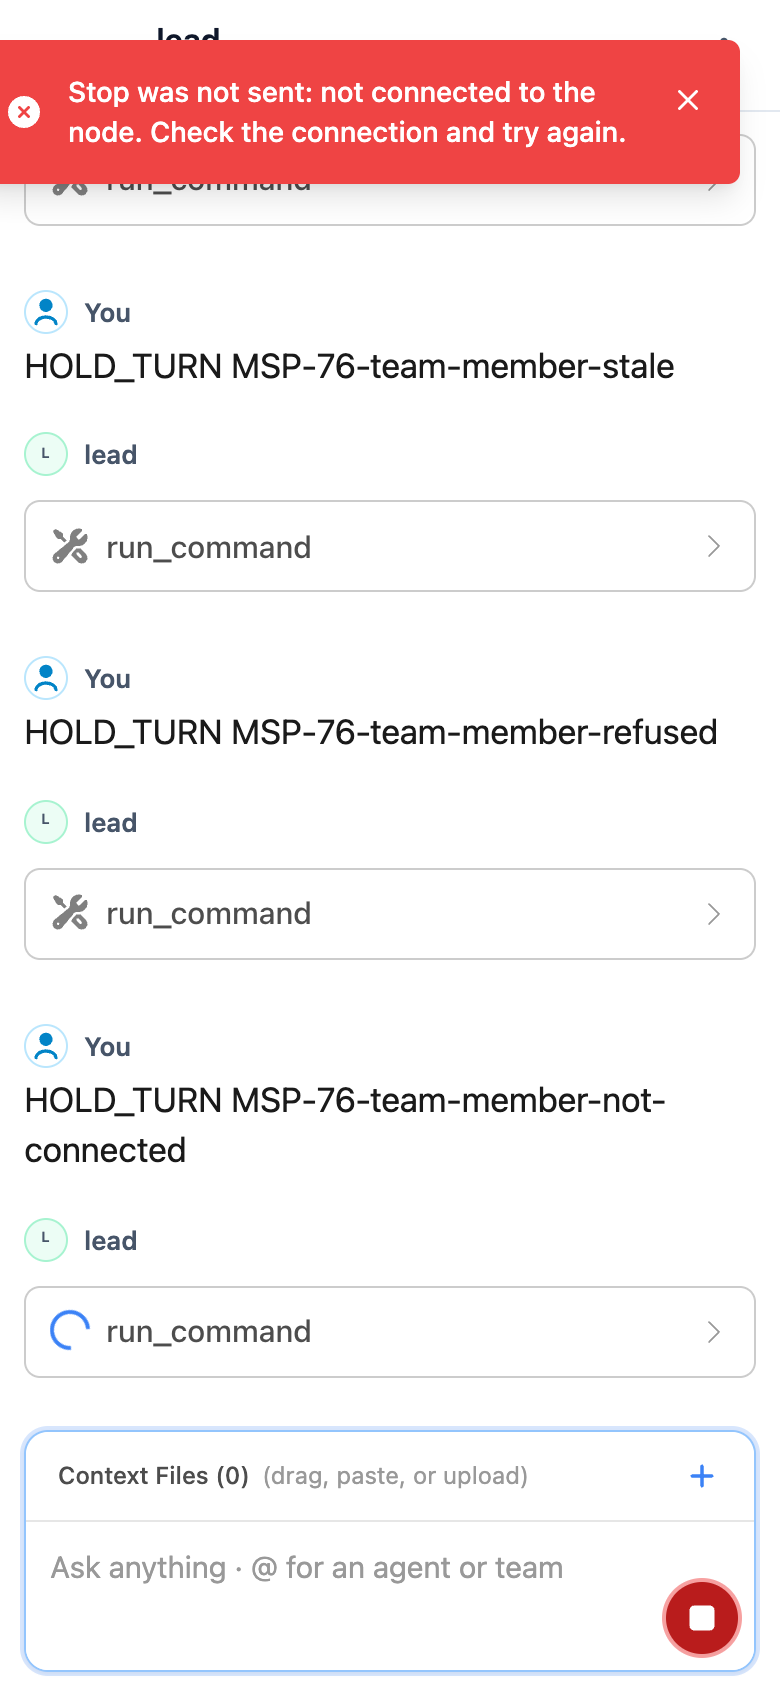 lead
Stop was not sent: not connected to the
node. Check the connection and try again.
run_command
You
HOLD_TURN MSP-76-team-member-stale
L
lead
run_command
You
HOLD_TURN MSP-76-team-member-refused
L
lead
run_command
You
HOLD_TURN MSP-76-team-member-not-
connected
L
lead
run_command
Context Files (0) (drag, paste, or upload)
Ask anything · @ for an agent or team